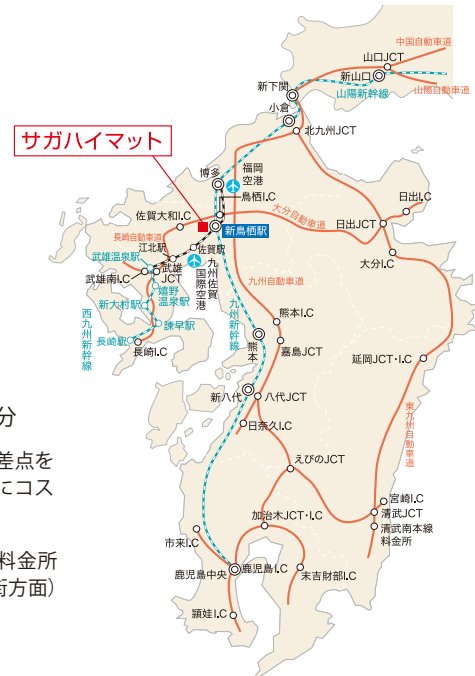 中国自動車道
山口JCT
新山口
新下関
山陽新幹線
山陽自動車道
小倉
北九州JCT
サガハイマット
博多
福岡
空港
鳥栖I.C
佐賀大和I.C
大分自動車道
日出I.C
日出JCT
新鳥栖駅
長崎自動車道
江北駅
佐賀駅
武雄温泉駅
武雄
JCT
九州佐賀
国際空港
大分I.C
武雄南I.C
嬉野
温泉駅
九州自動車道
新大村駅
九州新幹線
熊本I.C
諫早駅
西九州新幹線
長崎駅
長崎I.C
熊本
嘉島JCT
延岡JCT・I.C
新八代
八代JCT
東九州自動車道
日奈久I.C
分
差点を
にコス
えびのJCT
宮崎I.C
清武JCT
加治木JCT・I.C
清武南本線
料金所
市来I.C
料金所
鹿児島中央
鹿児島I.C
末吉財部I.C
街方面)
頴娃I.C